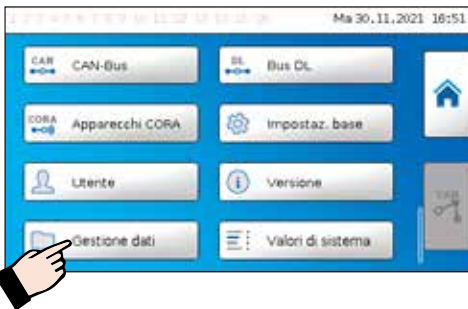 Ma 30.11.2021 16:51
CAN CAN-Bus
DL Bus DL
CORA Apparecchi CORA
Impostaz. base
Utente
i Versione
Gestione dati
Valori di sistema
CAN